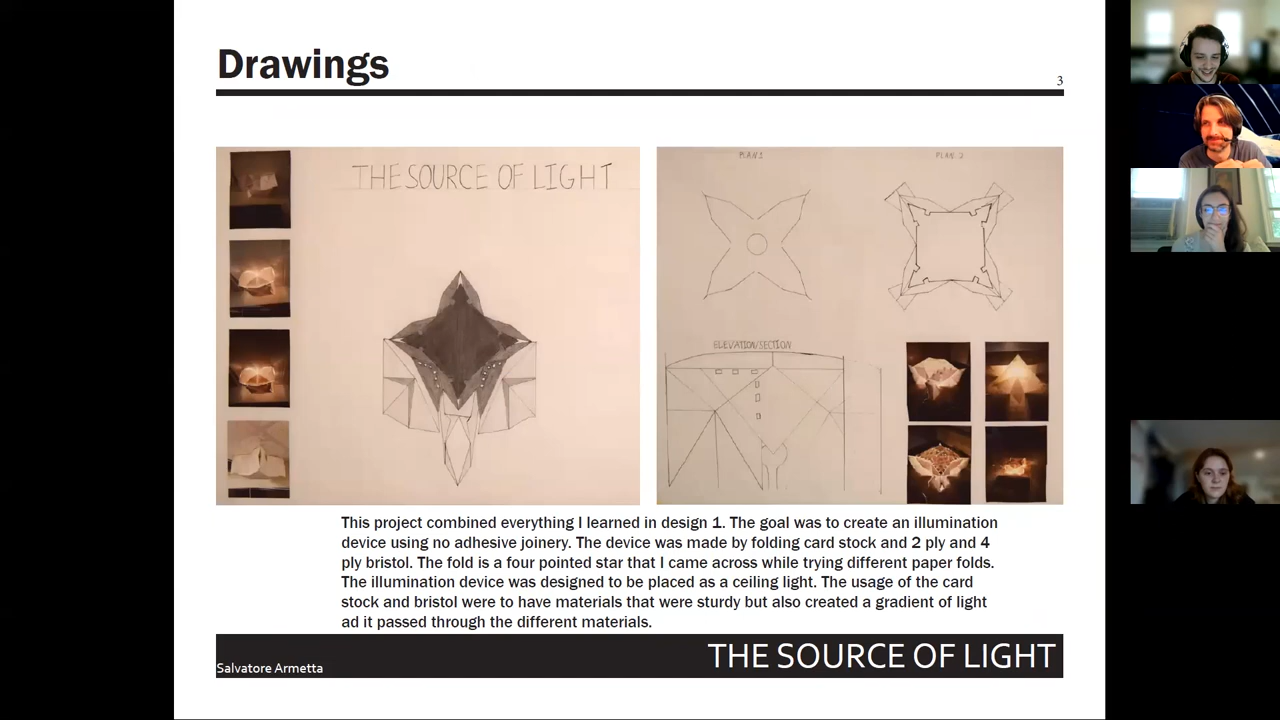 Drawings
3
THE SOURCE OF LIGHT
PLAN 1
PLAN 2
ELEVATION/SECTION
This project combined everything I learned in design 1. The goal was to create an illumination
device using no adhesive joinery. The device was made by folding card stock and 2 ply and 4
ply bristol. The fold is a four pointed star that I came across while trying different paper folds.
The illumination device was designed to be placed as a ceiling light. The usage of the card
stock and bristol were to have materials that were sturdy but also created a gradient of light
ad it passed through the different materials.
Salvatore Armetta
THE SOURCE OF LIGHT